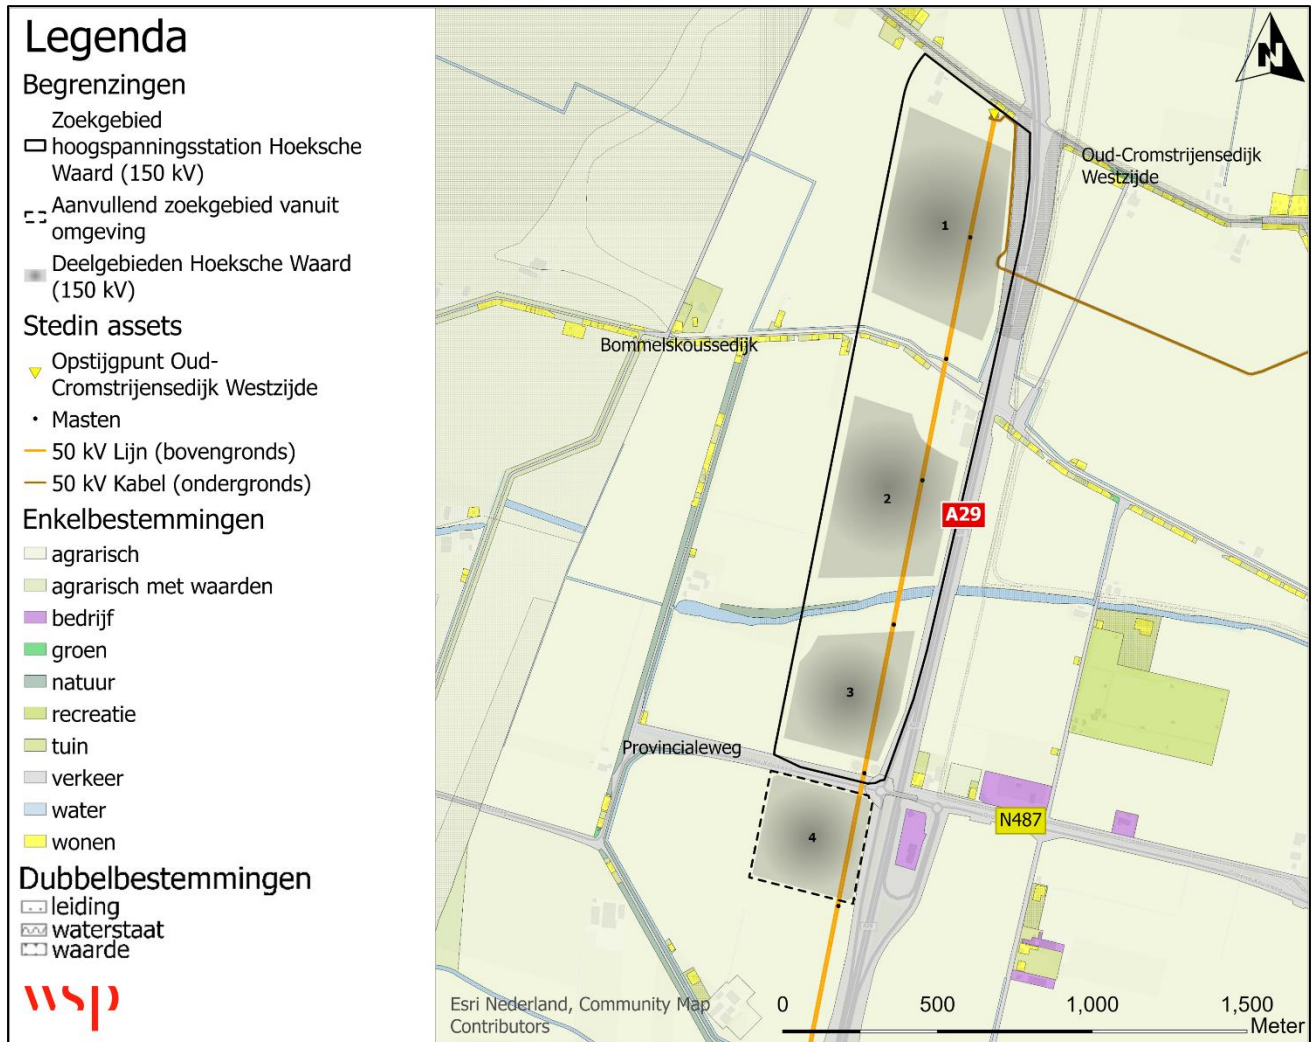 Legenda
Begrenzingen
Zoekgebied
hoogspanningsstation Hoeksche
Waard (150 kV)
Aanvullend zoekgebied vanuit
omgeving
Deelgebieden Hoeksche Waard
(150 kV)
Stedin assets
Opstijgpunt Oud-
Cromstrijensedijk Westzijde
Masten
50 kV Lijn (bovengronds)
50 kV Kabel (ondergronds)
Enkelbestemmingen
agrarisch
agrarisch met waarden
bedrijf
groen
natuur
recreatie
tuin
verkeer
water
wonen
Dubbelbestemmingen
leiding
waterstaat
waarde
wsp
N
Oud-Cromstrijensedijk
Westzijde
1
Bommelskoussedijk
2
A29
3
Provincialeweg
N487
4
Esri Nederland, Community Map
Contributors
0 500 1,000 1,500
Meter